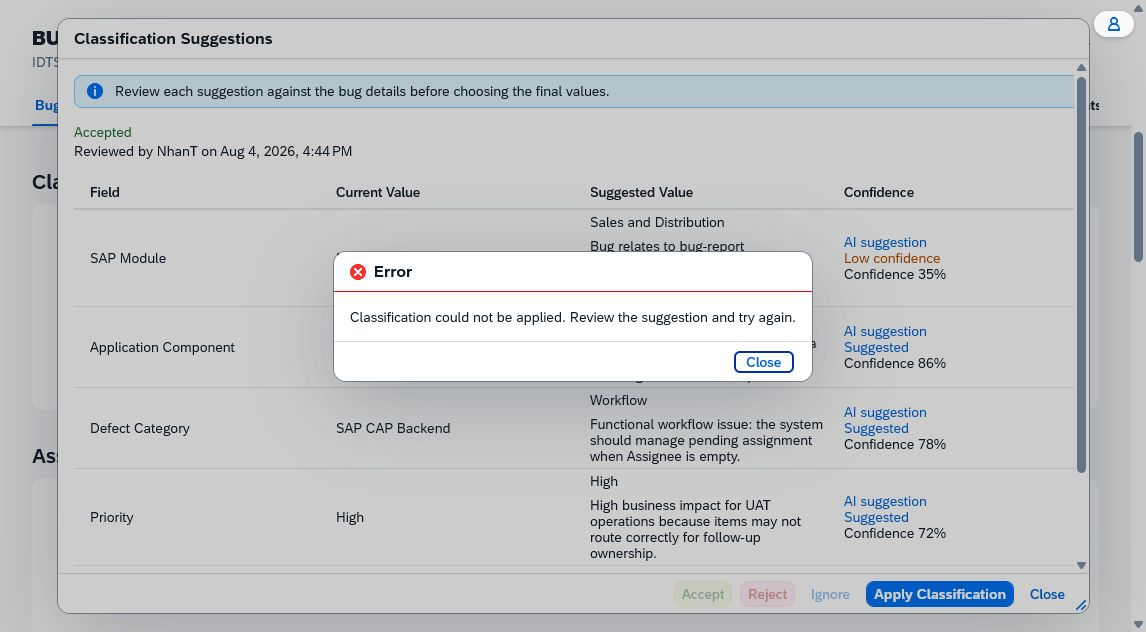 BU
IDTS
Bug
Classification Suggestions
Review each suggestion against the bug details before choosing the final values.
Accepted
Reviewed by NhanT on Aug 4, 2026, 4:44 PM
Field Current Value Suggested Value Confidence
SAP Module
Sales and Distribution
Bug relates to bug-report
AI suggestion
Low confidence
Confidence 35%
Error
Classification could not be applied. Review the suggestion and try again.
Close
Application Component
AI suggestion
Suggested
Confidence 86%
Defect Category
SAP CAP Backend
Workflow
Functional workflow issue: the system
should manage pending assignment
when Assignee is empty.
AI suggestion
Suggested
Confidence 78%
Priority
High
High
High business impact for UAT
operations because items may not
route correctly for follow-up
ownership.
AI suggestion
Suggested
Confidence 72%
Accept Reject Ignore Apply Classification Close